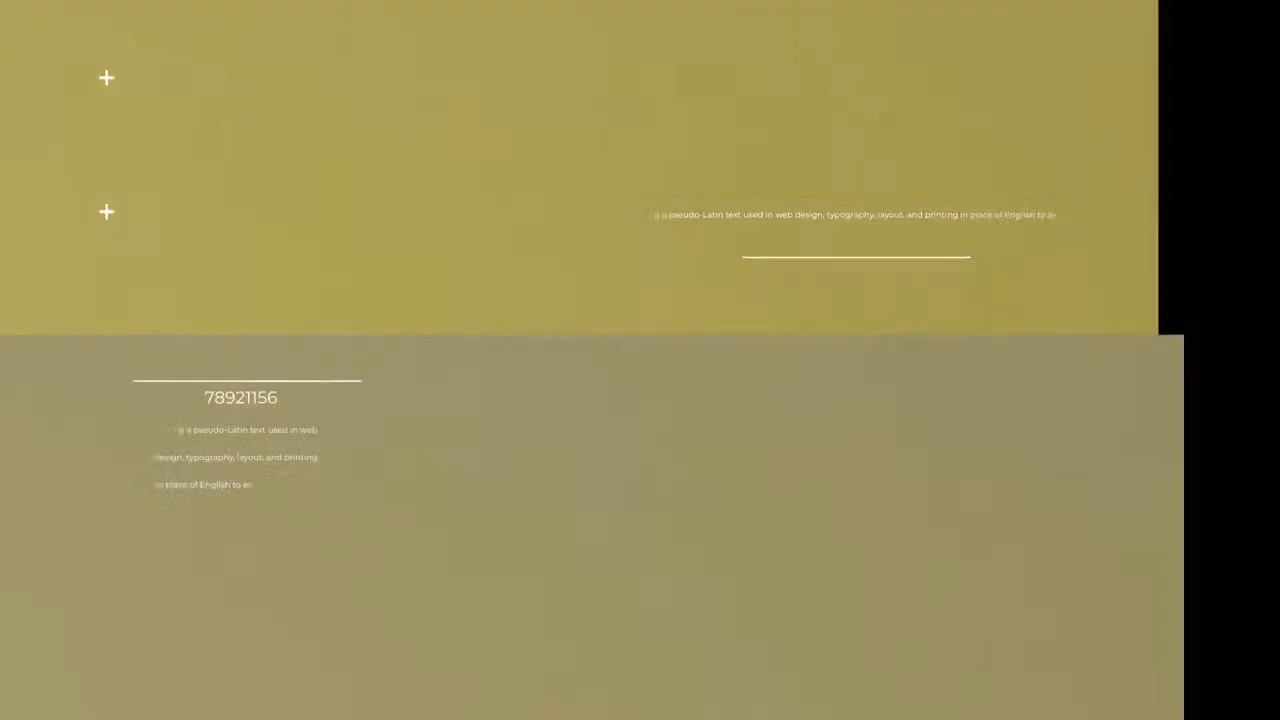 pseudo-Latin text used in web design, typography, layout, and printing in place of English to
78921156
pseudo-Latin text used in web
design, typography, layout, and printing
place of English to